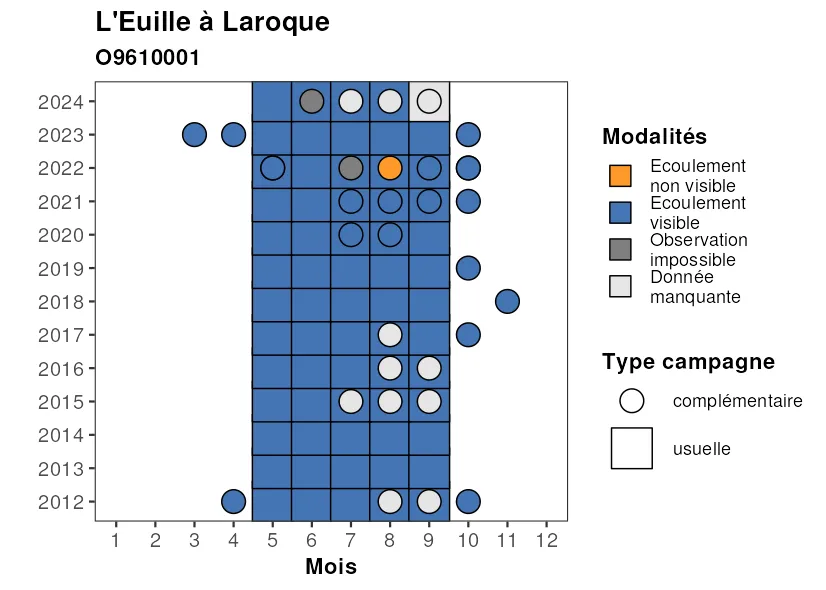 L'Euille à Laroque
O9610001
2024
2023
2022
2021
2020
2019
2018
2017
2016
2015
2014
2013
2012
1 2 3 4 5 6 7 8 9 10 11 12
Mois
Modalités
Ecoulement
non visible
Ecoulement
visible
Observation
impossible
Donnée
manquante
Type campagne
complémentaire
usuelle